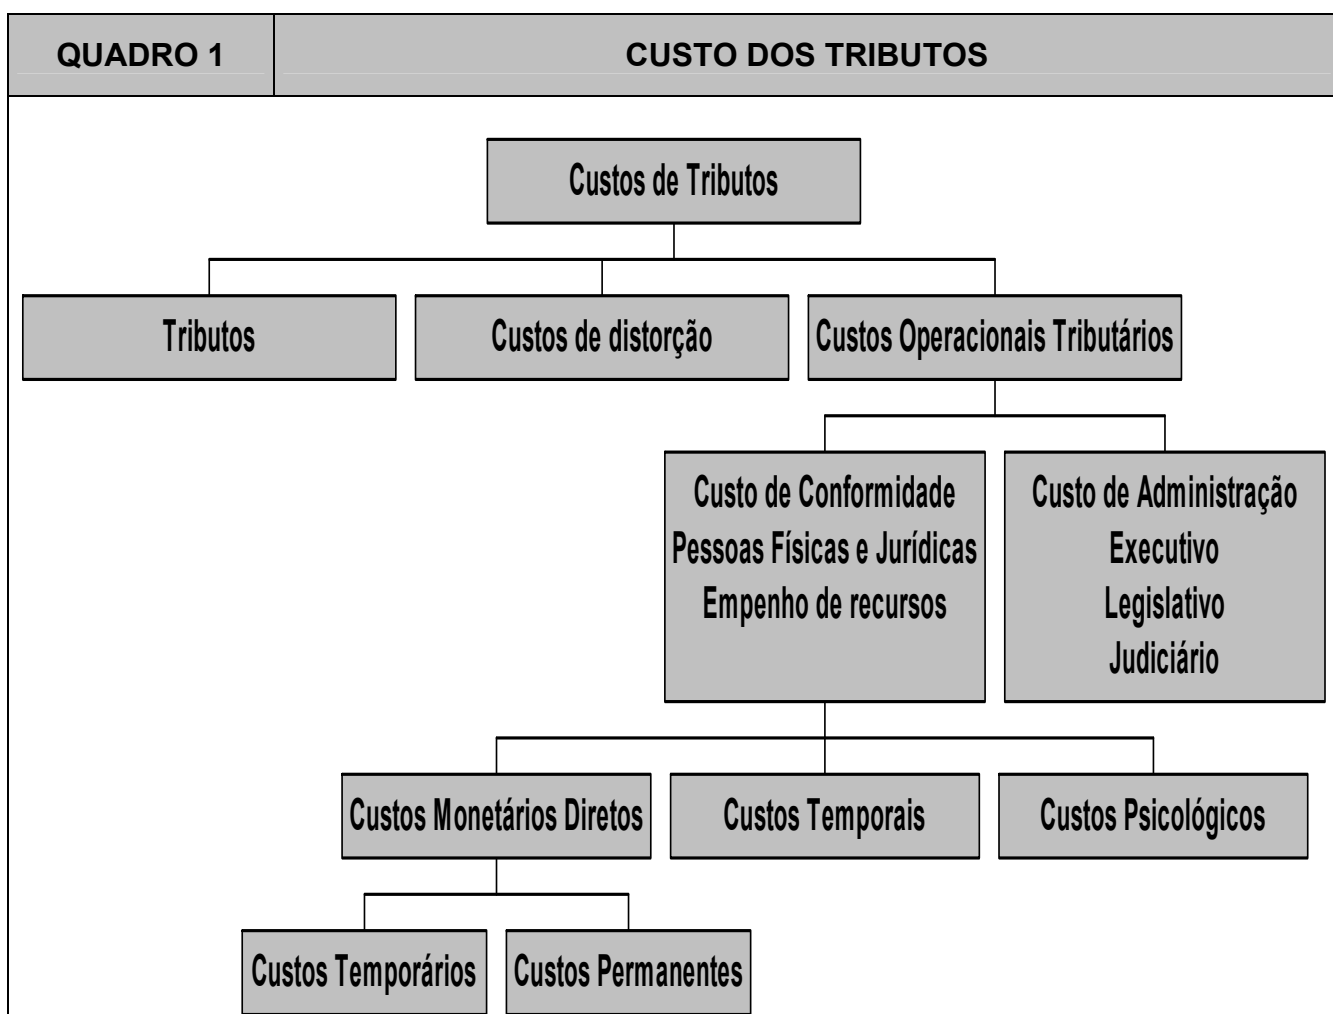 QUADRO 1
CUSTO DOS TRIBUTOS
Custos de Tributos
Tributos
Custos de distorção
Custos Operacionais Tributários
Custo de Conformidade
Pessoas Físicas e Jurídicas
Empenho de recursos
Custo de Administração
Executivo
Legislativo
Judiciário
Custos Monetários Diretos
Custos Temporais
Custos Psicológicos
Custos Temporários
Custos Permanentes